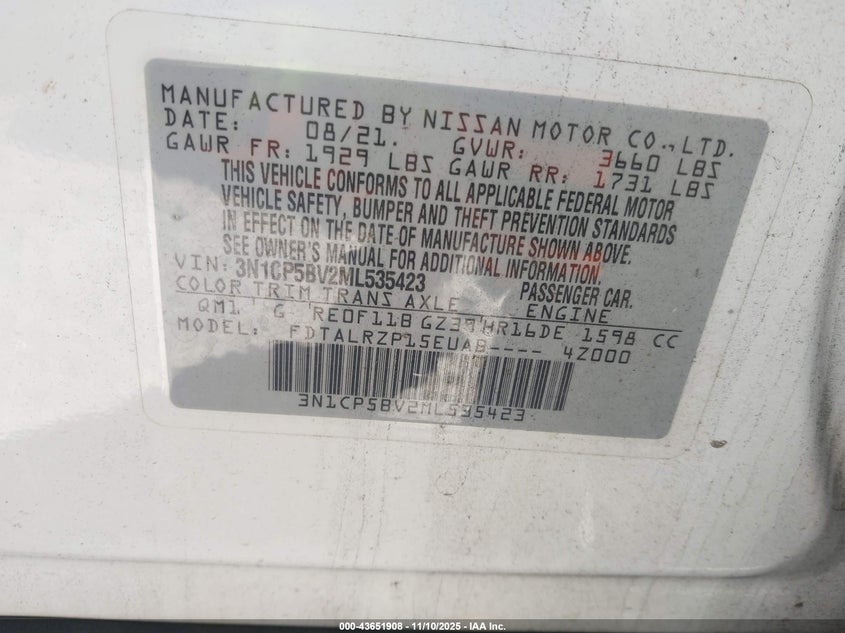 MANUFACTURED BY NISSAN MOTOR CO., LTD.
DATE: 08/21. GVWR: 3660 LBS
GAWR FR: 1929 LBS GAWR RR: 1731 LBS
THIS VEHICLE CONFORMS TO ALL APPLICABLE FEDERAL MOTOR
VEHICLE SAFETY, BUMPER AND THEFT PREVENTION STANDARDS
IN EFFECT ON THE DATE OF MANUFACTURE SHOWN ABOVE.
SEE OWNER'S MANUAL FOR ADDITIONAL INFORMATION.
VIN: 3N1CP5BV2ML535423 PASSENGER CAR.
COLOR TRIM TRANS AXLE ENGINE
QM1 G RE0F11B GZ39 HR16DE 1598 CC
MODEL: FDTALRZP15EUAB---- 4Z000
3N1CP5BV2ML535423
000-43651908 - 11/10/2025 - IAA Inc.